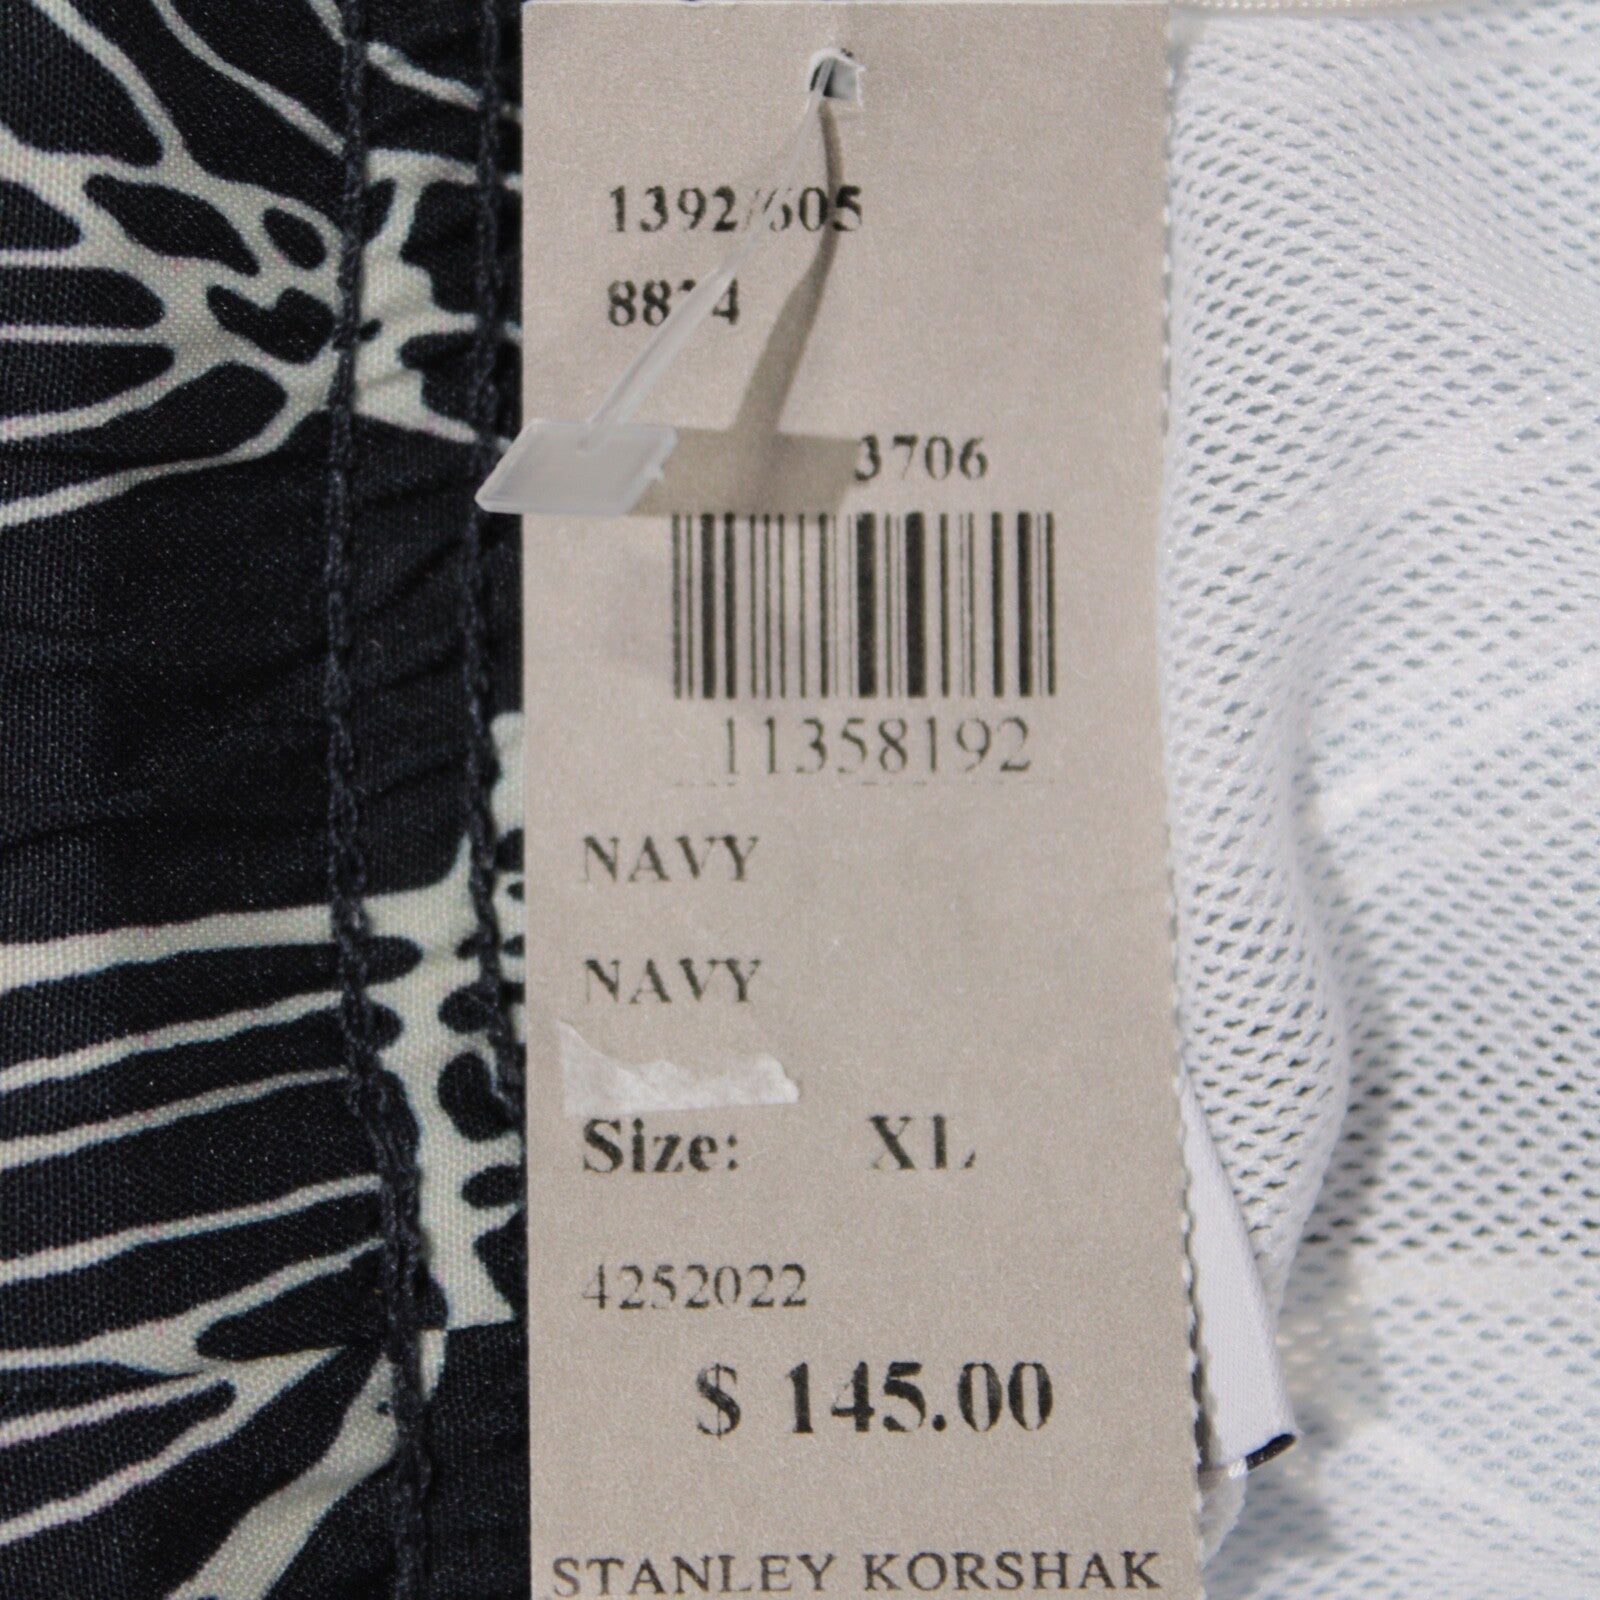 1392/605
3706
11358192
NAVY
NAVY
Size: XL
4252022
$ 145.00
STANLEY KORSHAK